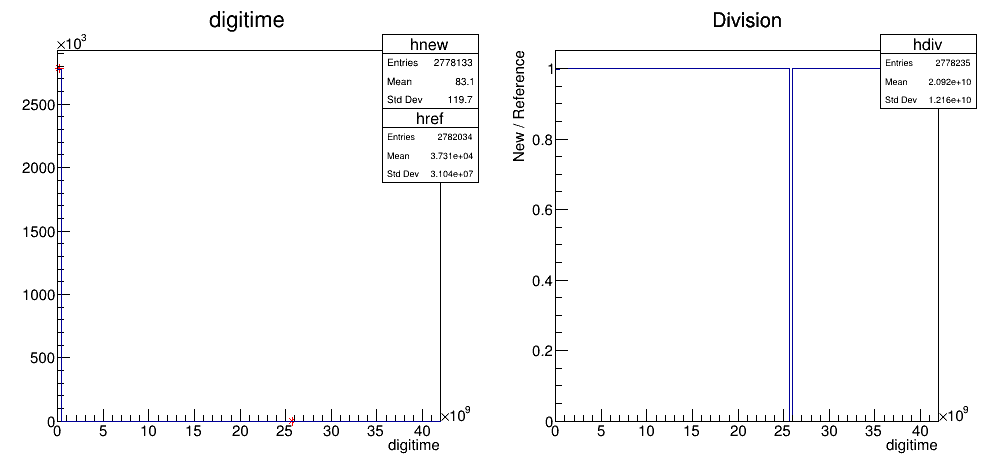 digitime
×10³
hnew
Entries 2778133
Mean 83.1
Std Dev 119.7
href
Entries 2782034
Mean 3.731e+04
Std Dev 3.104e+07
2500
2000
1500
1000
500
0
0 5 10 15 20 25 30 35 40 ×10⁹
digitime
Division
hdiv
Entries 2778235
Mean 2.092e+10
Std Dev 1.216e+10
New / Reference
1
0.8
0.6
0.4
0.2
0
0 5 10 15 20 25 30 35 40 ×10⁹
digitime